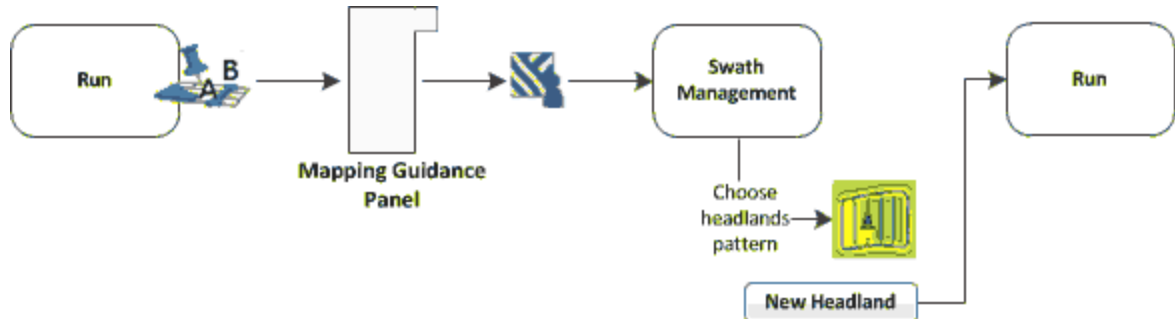 Run
A B
Mapping Guidance
Panel
Swath
Management
Choose
headlands
pattern
A
New Headland
Run